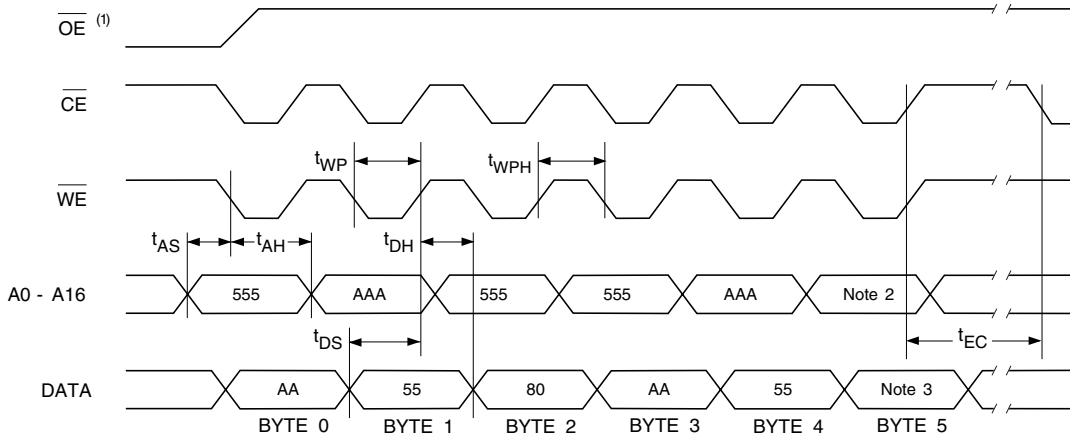 OE (1)
CE
tWP tWPH
WE
tAS tAH tDH
A0 - A16 555 AAA 555 555 AAA Note 2
tDS tEC
DATA AA 55 80 AA 55 Note 3
BYTE 0 BYTE 1 BYTE 2 BYTE 3 BYTE 4 BYTE 5